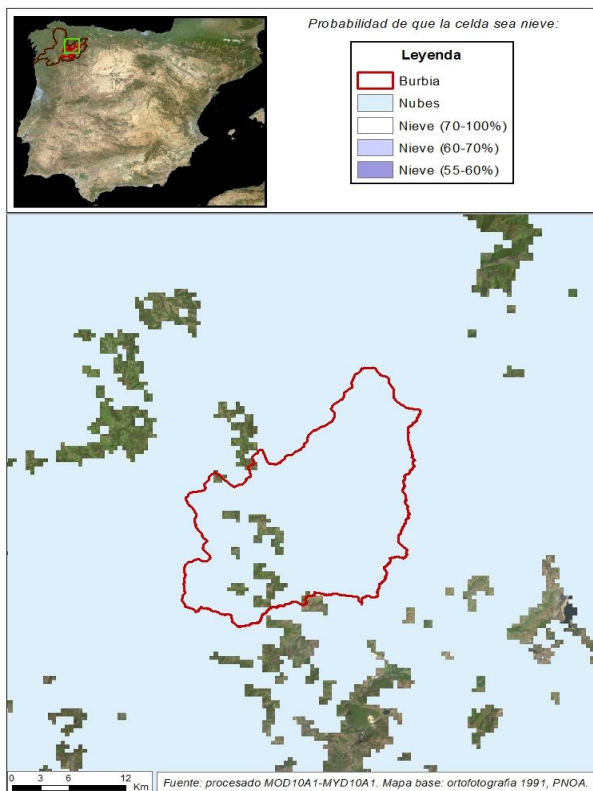 Probabilidad de que la celda sea nieve:
Leyenda
Burbia
Nubes
Nieve (70-100%)
Nieve (60-70%)
Nieve (55-60%)
0 3 6 12
Km
Fuente: procesado MOD10A1-MYD10A1. Mapa base: ortofotografía 1991, PNOA.